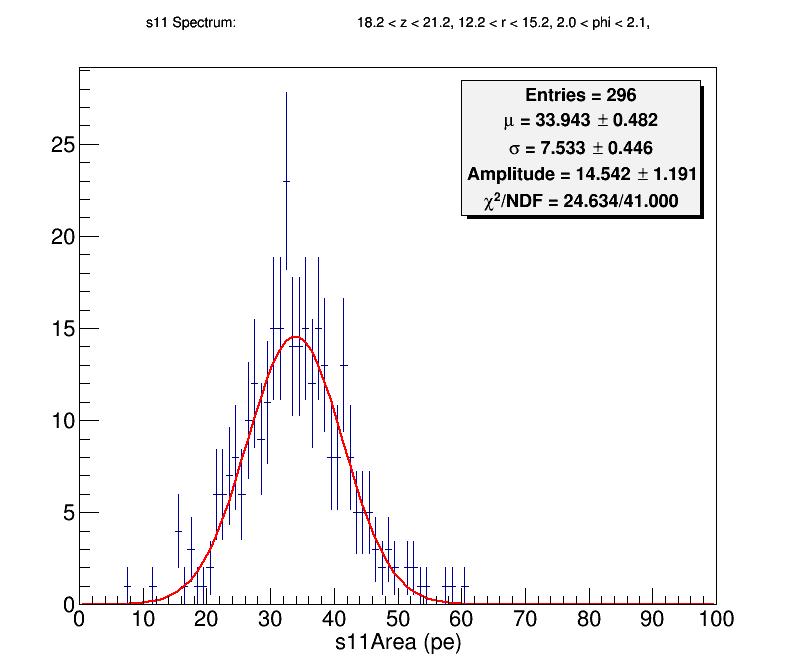 s11 Spectrum: 18.2 < z < 21.2, 12.2 < r < 15.2, 2.0 < phi < 2.1,
Entries = 296
μ = 33.943 ± 0.482
σ = 7.533 ± 0.446
Amplitude = 14.542 ± 1.191
χ²/NDF = 24.634/41.000
25
20
15
10
5
0
0 10 20 30 40 50 60 70 80 90 100
s11Area (pe)